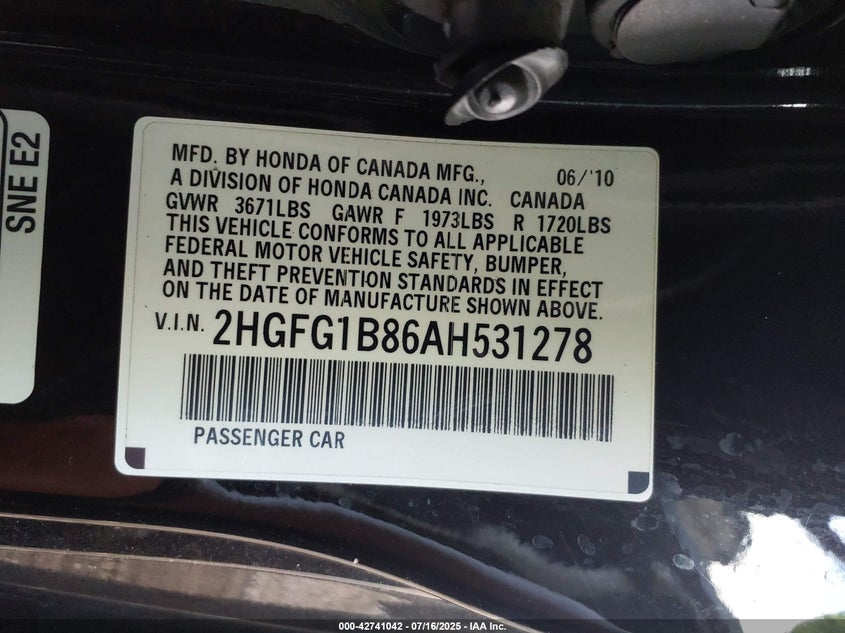 SNE E2
MFD. BY HONDA OF CANADA MFG., 06/'10
A DIVISION OF HONDA CANADA INC. CANADA
GVWR 3671LBS GAWR F 1973LBS R 1720LBS
THIS VEHICLE CONFORMS TO ALL APPLICABLE
FEDERAL MOTOR VEHICLE SAFETY, BUMPER,
AND THEFT PREVENTION STANDARDS IN EFFECT
ON THE DATE OF MANUFACTURE SHOWN ABOVE.
V.I.N. 2HGFG1B86AH531278
PASSENGER CAR
000-42741042 - 07/16/2025 - IAA Inc.